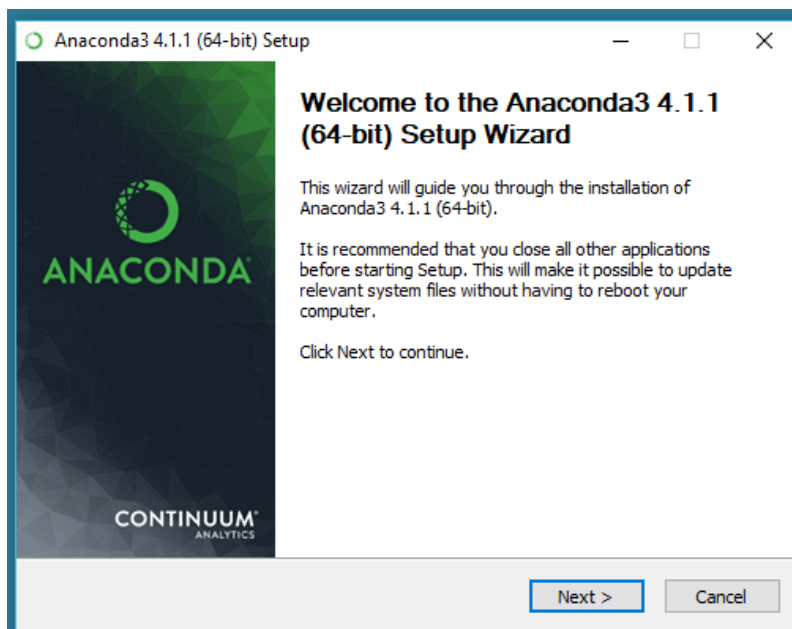 Anaconda3 4.1.1 (64-bit) Setup
Welcome to the Anaconda3 4.1.1
(64-bit) Setup Wizard
This wizard will guide you through the installation of
Anaconda3 4.1.1 (64-bit).
It is recommended that you close all other applications
before starting Setup. This will make it possible to update
relevant system files without having to reboot your
computer.
Click Next to continue.
ANACONDA
CONTINUUM
ANALYTICS
Next >
Cancel